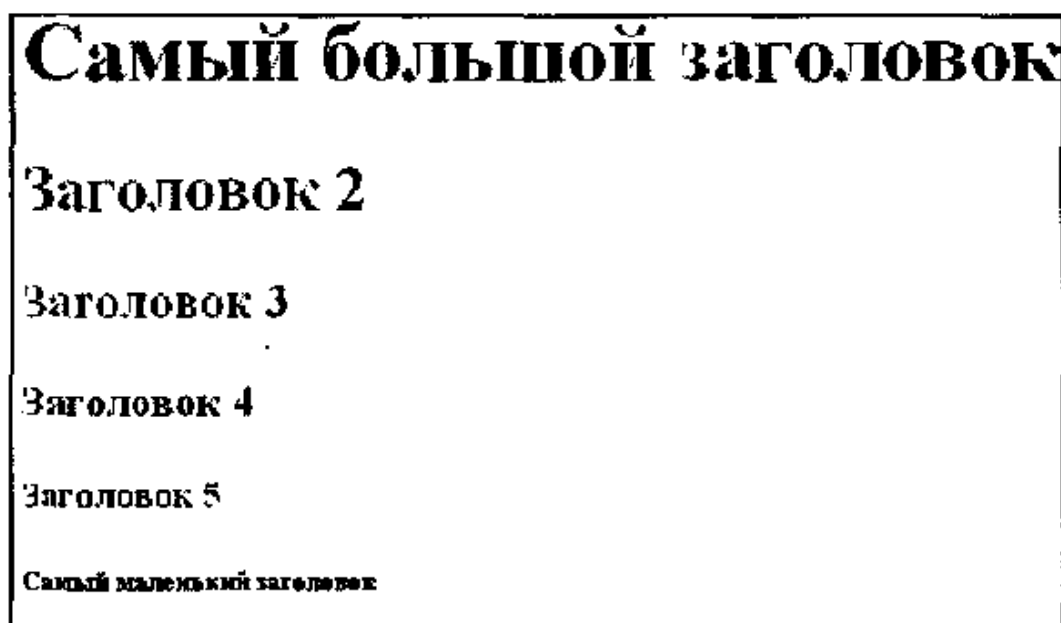 Самый большой заголовок
Заголовок 2
Заголовок 3
Заголовок 4
Заголовок 5
Самый маленький заголовок